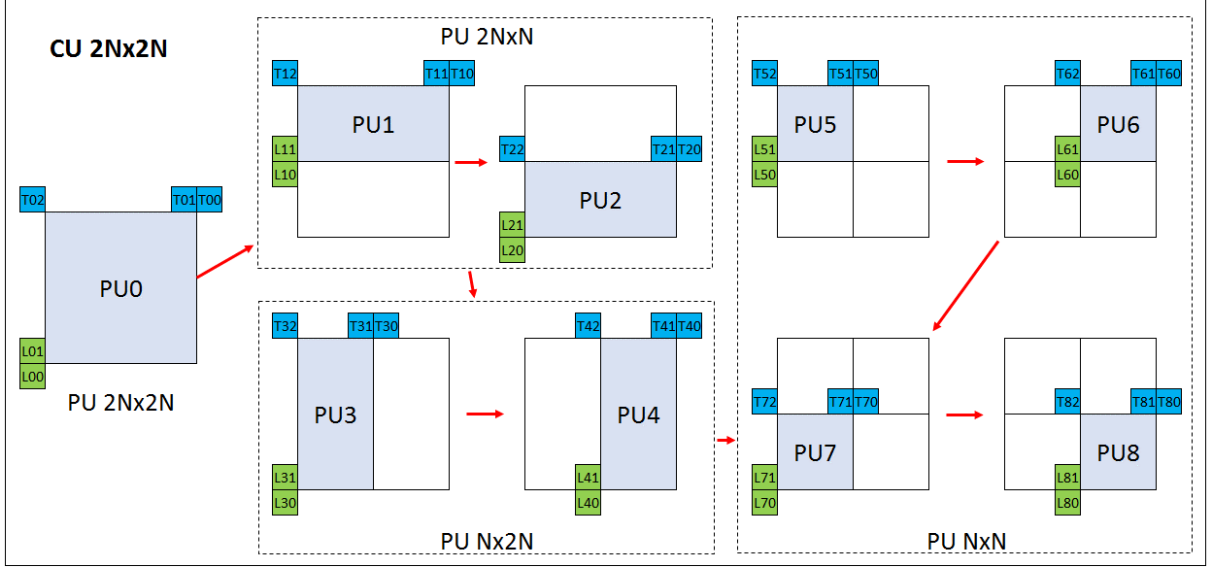 CU 2Nx2N
T02
T01 T00
PU0
L01
L00
PU 2Nx2N
PU 2NxN
T12
T11 T10
PU1
L11
L10
T22
T21 T20
PU2
L21
L20
T32
T31 T30
PU3
L31
L30
T42
T41 T40
PU4
L41
L40
PU Nx2N
T52
T51 T50
PU5
L51
L50
T62
T61 T60
PU6
L61
L60
T72
T71 T70
PU7
L71
L70
T82
T81 T80
PU8
L81
L80
PU NxN